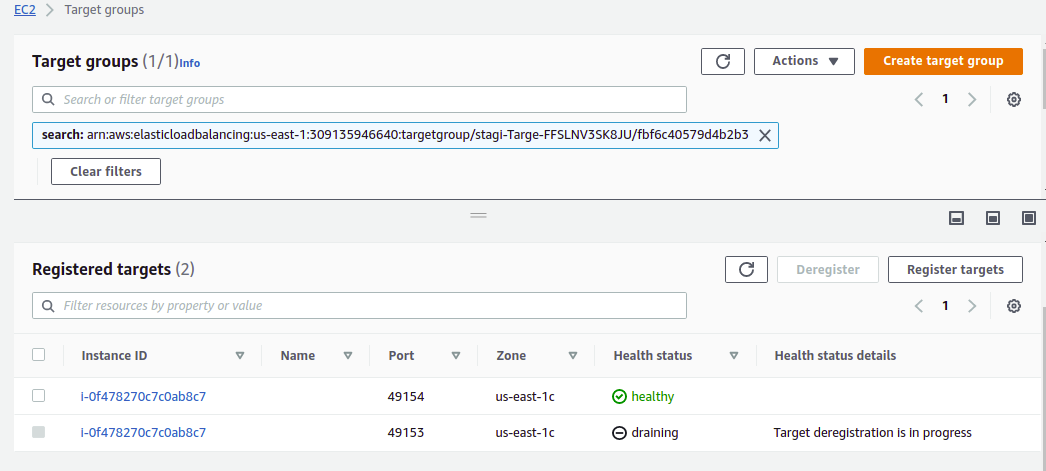 EC2 > Target groups
Target groups (1/1) Info
Actions
Create target group
Search or filter target groups
1
search: arn:aws:elasticloadbalancing:us-east-1:309135946640:targetgroup/stagi-Targe-FFSLNV3SK8JU/fbf6c40579d4b2b3
Clear filters
Registered targets (2)
Deregister
Register targets
Filter resources by property or value
1
Instance ID Name Port Zone Health status Health status details
i-0f478270c7c0ab8c7 49154 us-east-1c healthy
i-0f478270c7c0ab8c7 49153 us-east-1c draining Target deregistration is in progress